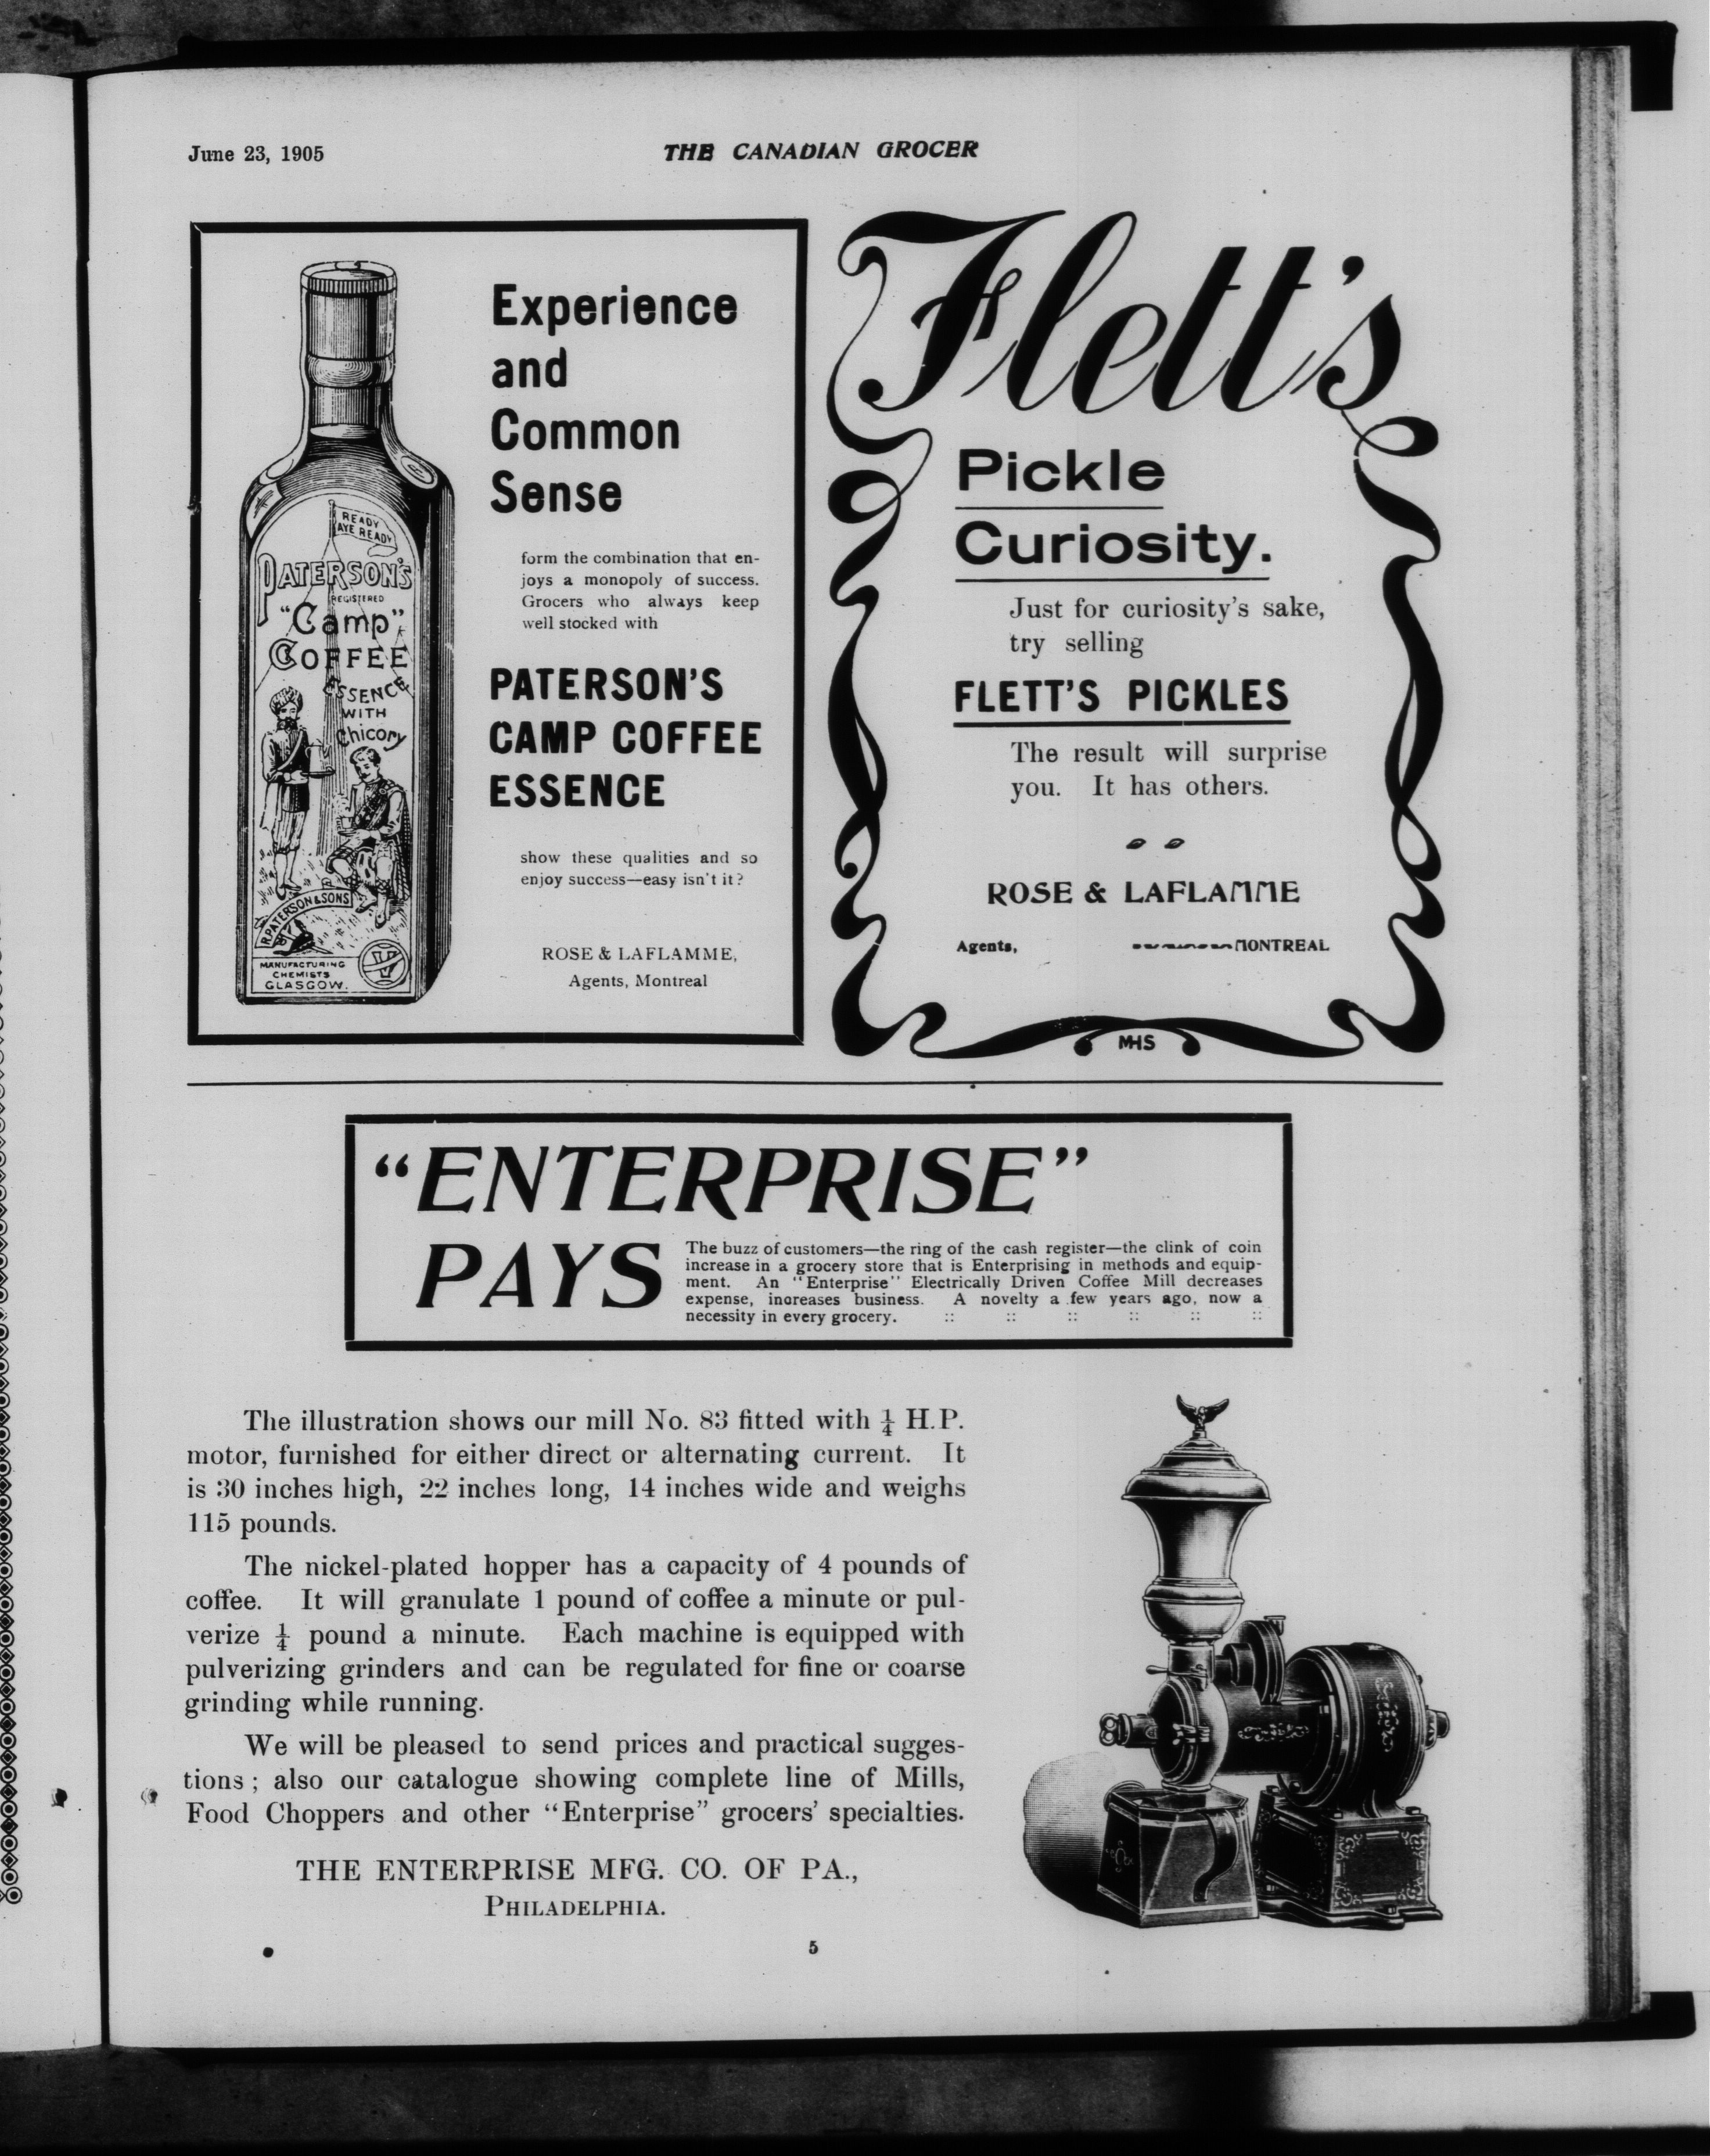 June 23, 1905
THE CANADIAN GROCER
READY
AYE READY
PATERSON'S
REGISTERED
"Camp"
COFFEE
ESSENCE
WITH
Chicory
R. PATERSON & SONS
MANUFACTURING
CHEMISTS
GLASGOW.
Experience
and
Common
Sense
form the combination that en-
joys a monopoly of success.
Grocers who always keep
well stocked with
PATERSON'S
CAMP COFFEE
ESSENCE
show these qualities and so
enjoy success—easy isn't it?
ROSE & LAFLAMME,
Agents, Montreal
Flett's
Pickle
Curiosity.
Just for curiosity's sake,
try selling
FLETT'S PICKLES
The result will surprise
you. It has others.
ROSE & LAFLAMME
Agents, MONTREAL
MHS
"ENTERPRISE"
PAYS
The buzz of customers—the ring of the cash register—the clink of coin
increase in a grocery store that is Enterprising in methods and equip-
ment. An "Enterprise" Electrically Driven Coffee Mill decreases
expense, increases business. A novelty a few years ago, now a
necessity in every grocery. :: :: :: :: :: ::
The illustration shows our mill No. 83 fitted with ¼ H.P.
motor, furnished for either direct or alternating current. It
is 30 inches high, 22 inches long, 14 inches wide and weighs
115 pounds.
The nickel-plated hopper has a capacity of 4 pounds of
coffee. It will granulate 1 pound of coffee a minute or pul-
verize ¼ pound a minute. Each machine is equipped with
pulverizing grinders and can be regulated for fine or coarse
grinding while running.
We will be pleased to send prices and practical sugges-
tions; also our catalogue showing complete line of Mills,
Food Choppers and other "Enterprise" grocers' specialties.
THE ENTERPRISE MFG. CO. OF PA.,
PHILADELPHIA.
5